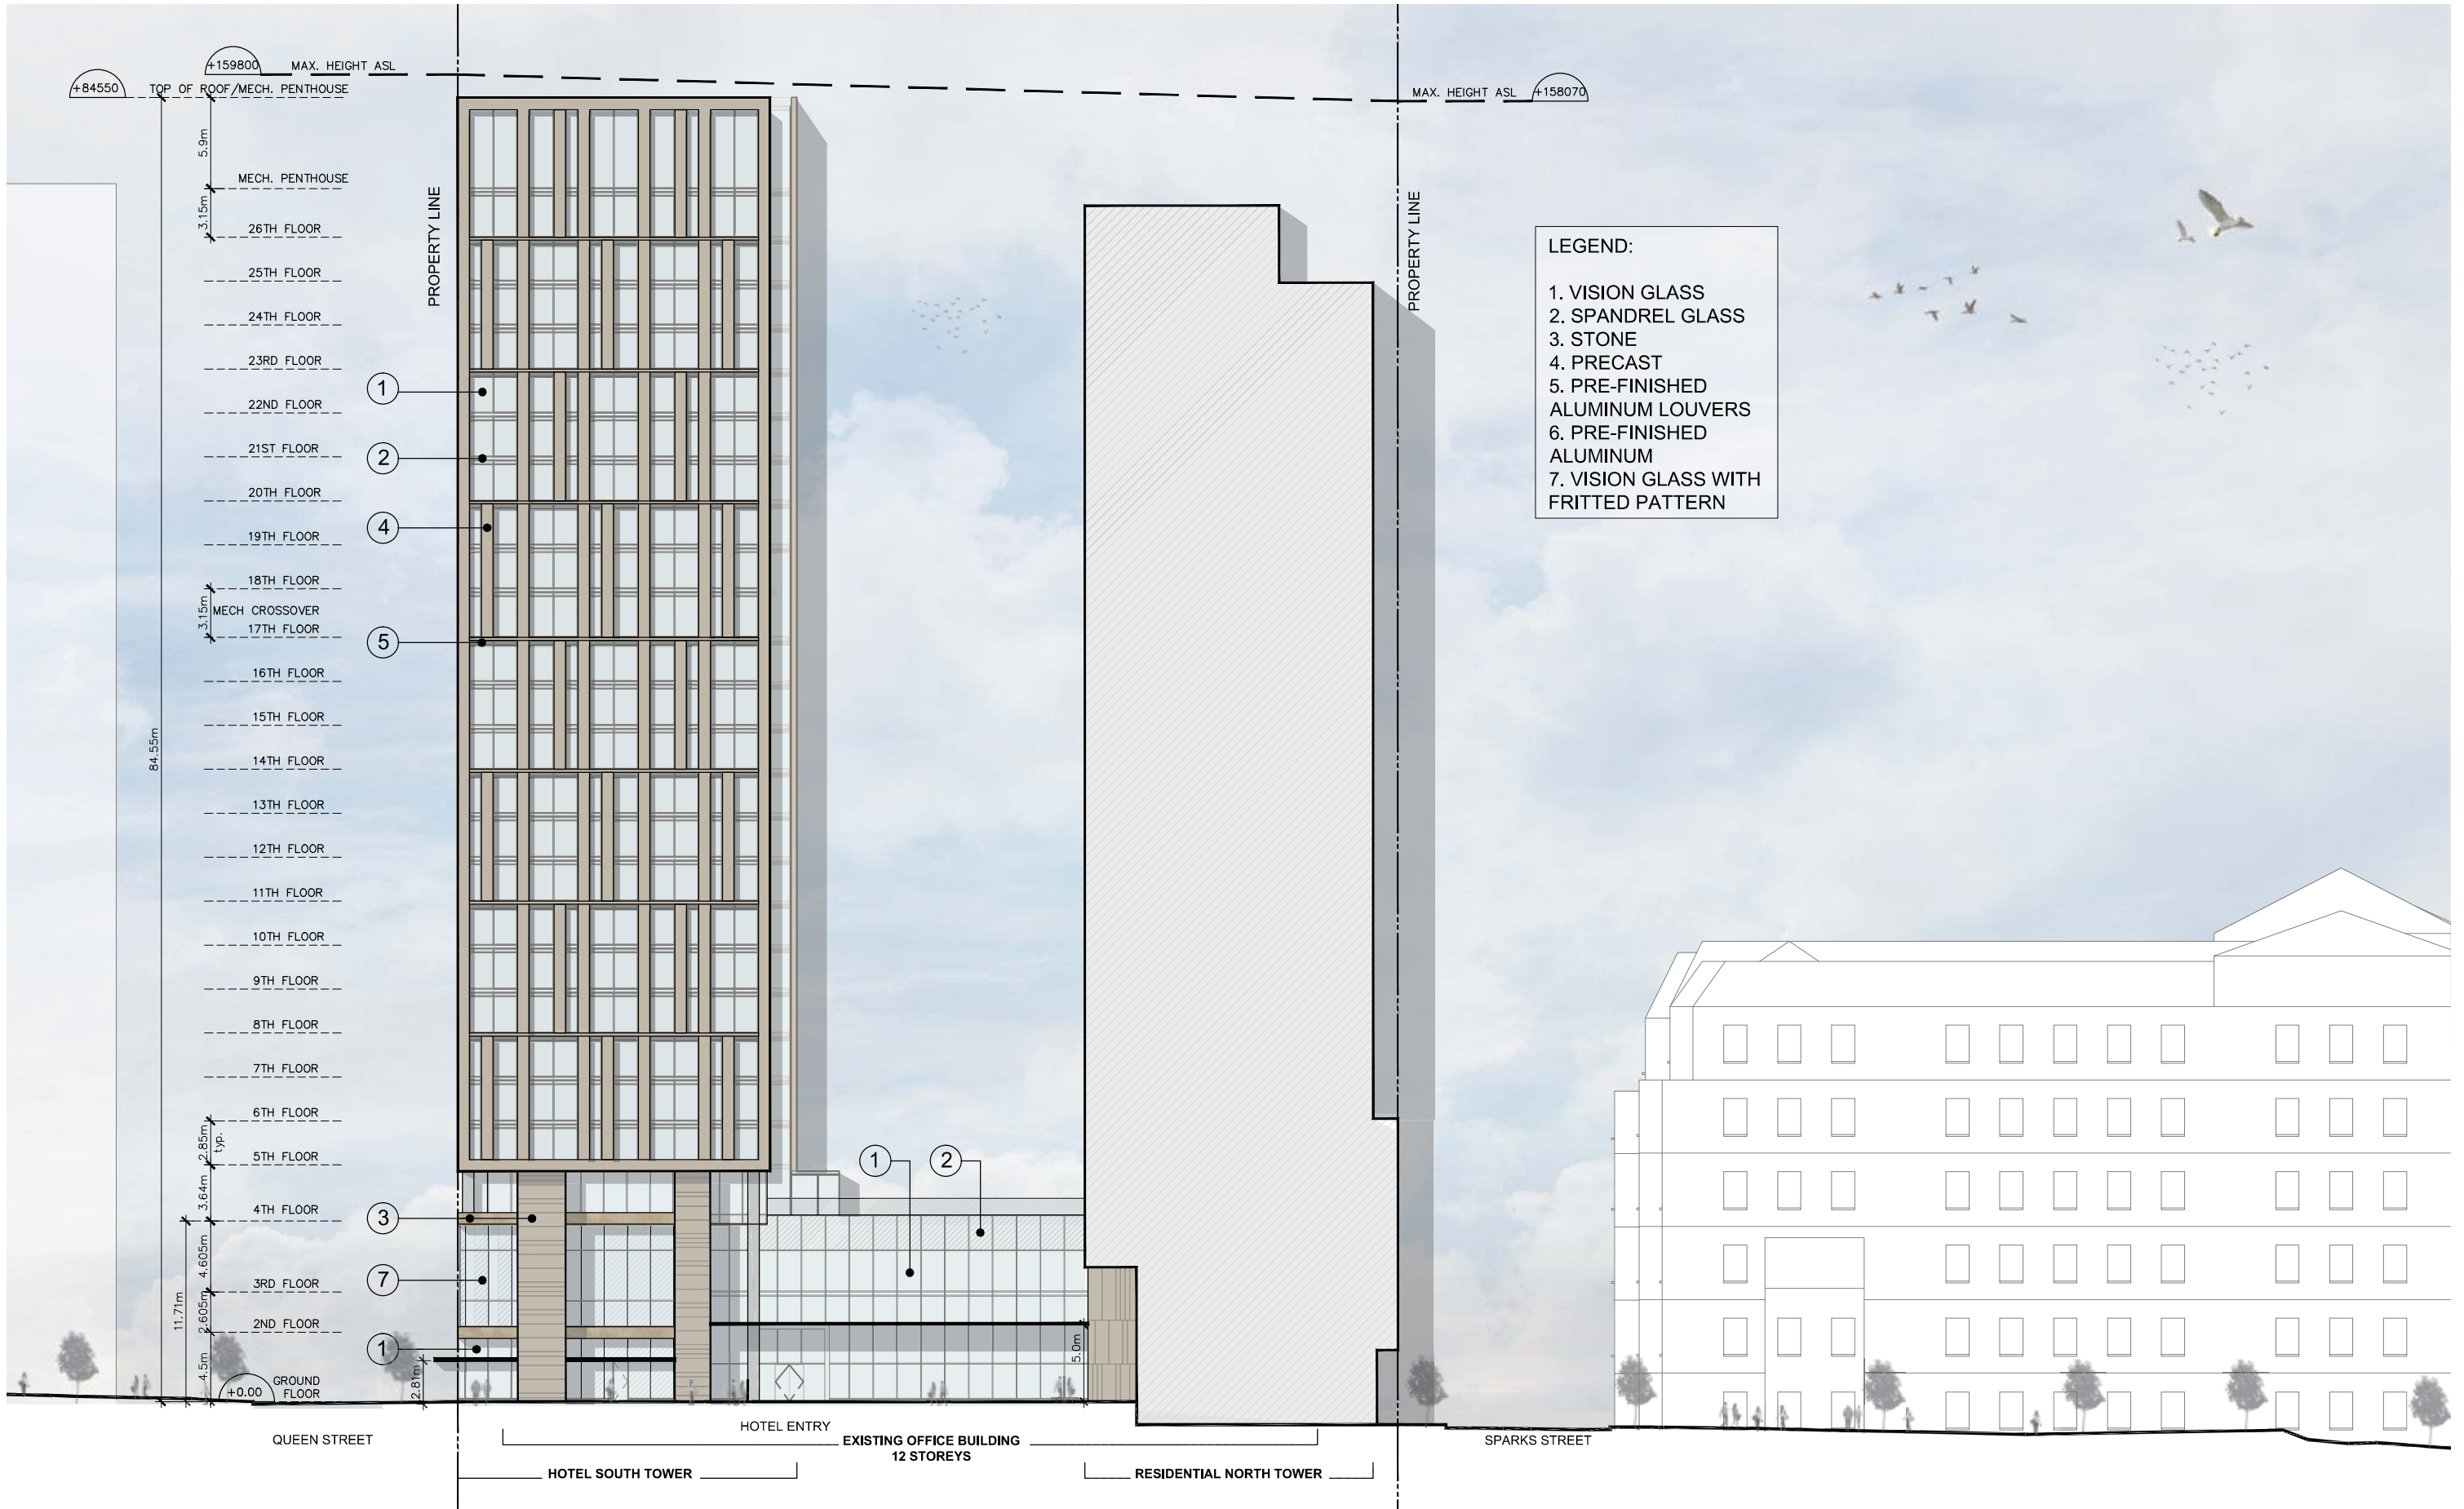 +159800 MAX. HEIGHT ASL
+84550 TOP OF ROOF/MECH. PENTHOUSE
MAX. HEIGHT ASL +158070
5.9m
MECH. PENTHOUSE
3.15m
26TH FLOOR
25TH FLOOR
24TH FLOOR
23RD FLOOR
22ND FLOOR
21ST FLOOR
20TH FLOOR
19TH FLOOR
18TH FLOOR
3.15m
MECH CROSSOVER
17TH FLOOR
16TH FLOOR
15TH FLOOR
84.55m
14TH FLOOR
13TH FLOOR
12TH FLOOR
11TH FLOOR
10TH FLOOR
9TH FLOOR
8TH FLOOR
7TH FLOOR
6TH FLOOR
2.85m
typ.
5TH FLOOR
3.64m
4TH FLOOR
4.605m
3RD FLOOR
11.71m
2.605m
2ND FLOOR
4.5m
+0.00
GROUND
FLOOR
2.81m
5.0m
PROPERTY LINE
1
2
4
5
3
7
1
1
2
PROPERTY LINE
LEGEND:
1. VISION GLASS
2. SPANDREL GLASS
3. STONE
4. PRECAST
5. PRE-FINISHED
ALUMINUM LOUVERS
6. PRE-FINISHED
ALUMINUM
7. VISION GLASS WITH
FRITTED PATTERN
QUEEN STREET
HOTEL ENTRY
EXISTING OFFICE BUILDING
12 STOREYS
SPARKS STREET
HOTEL SOUTH TOWER
RESIDENTIAL NORTH TOWER